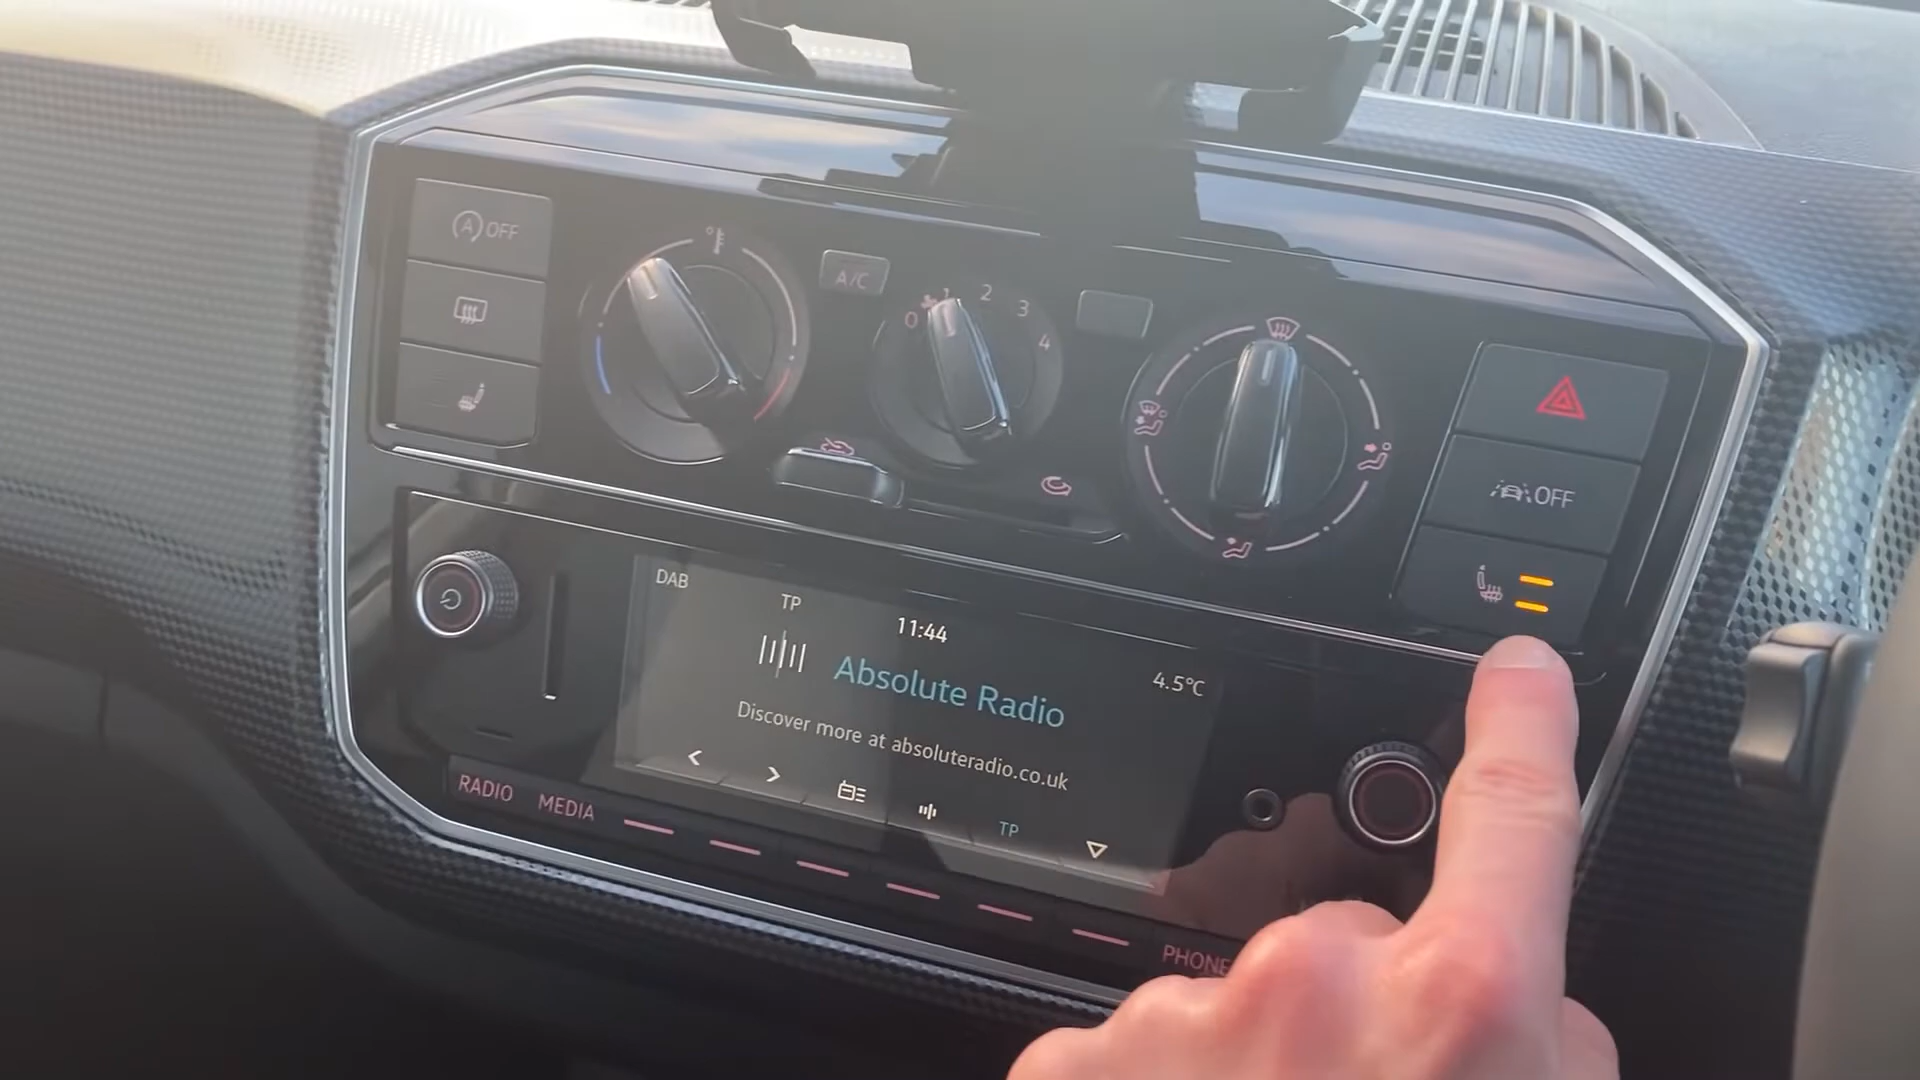 OFF
A/C
0 1 2 3 4
OFF
DAB
TP
11:44
4.5°C
Absolute Radio
Discover more at absoluteradio.co.uk
TP
RADIO MEDIA
PHONE